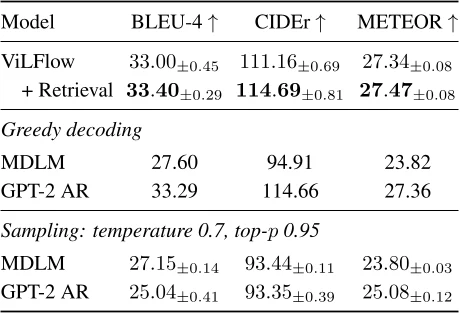 Model BLEU-4 ↑ CIDEr ↑ METEOR ↑
ViLFlow 33.00±0.45 111.16±0.69 27.34±0.08
+ Retrieval 33.40±0.29 114.69±0.81 27.47±0.08
Greedy decoding
MDLM 27.60 94.91 23.82
GPT-2 AR 33.29 114.66 27.36
Sampling: temperature 0.7, top-p 0.95
MDLM 27.15±0.14 93.44±0.11 23.80±0.03
GPT-2 AR 25.04±0.41 93.35±0.39 25.08±0.12